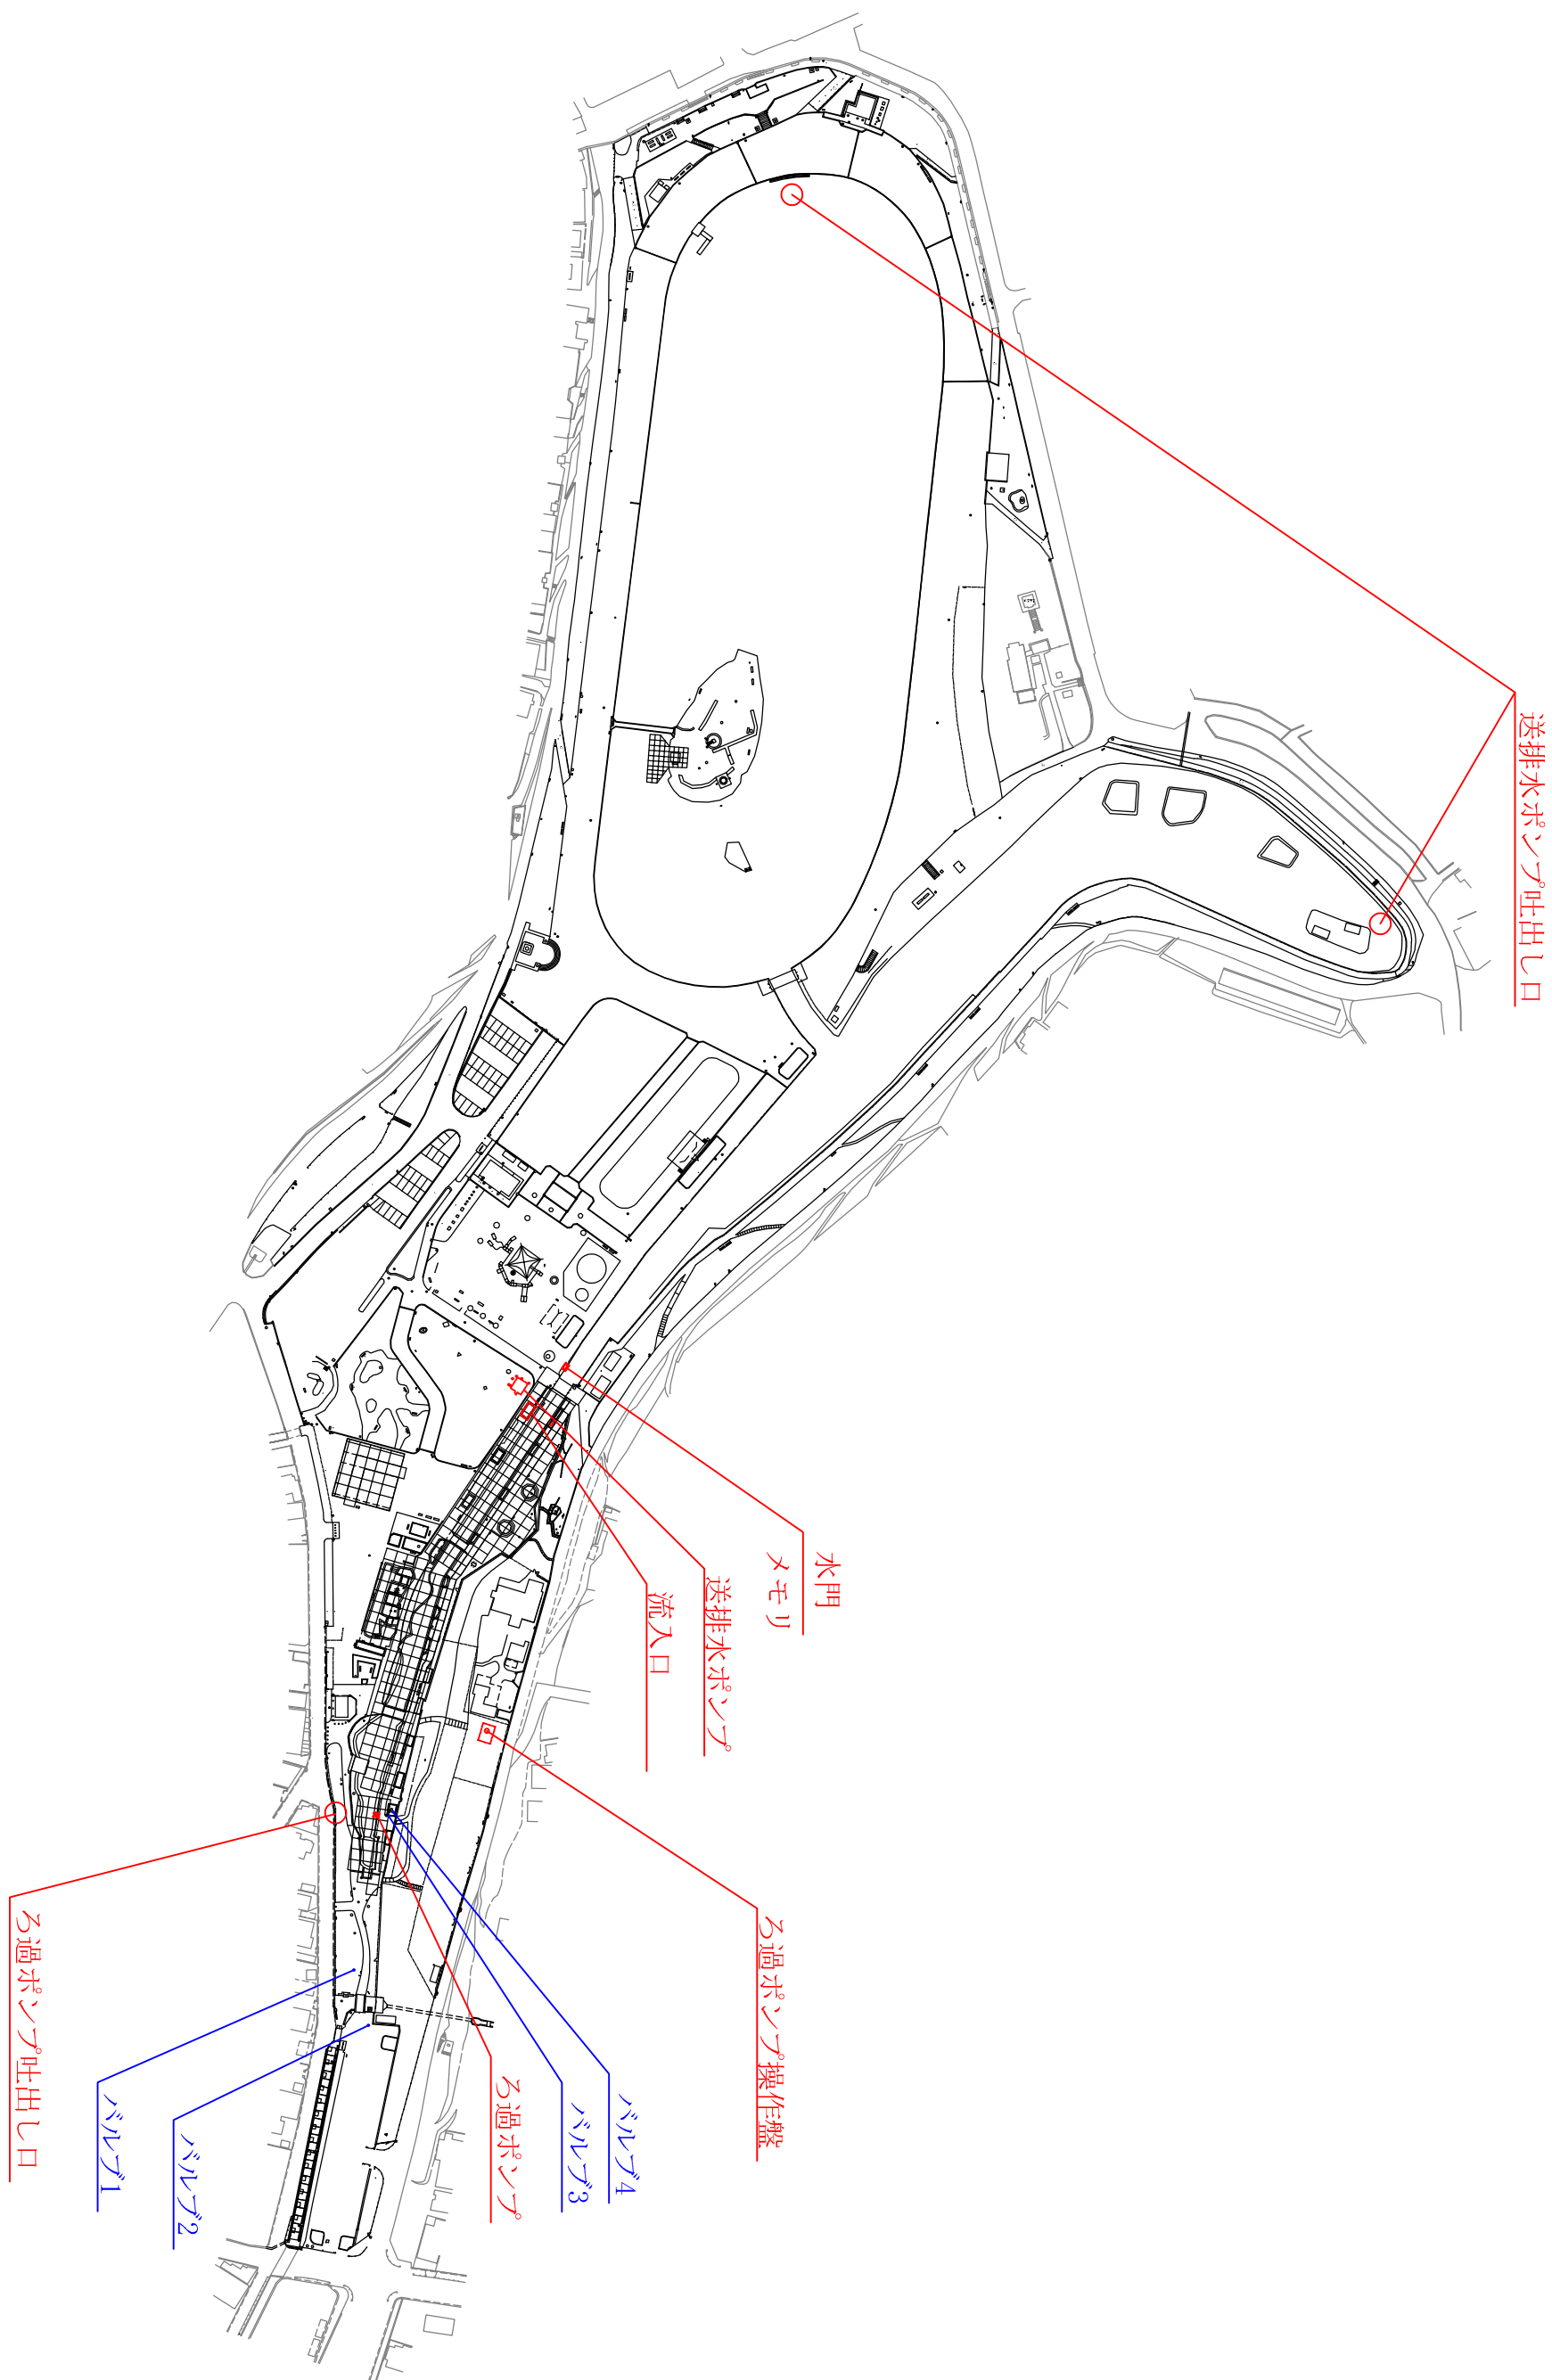 送排水ポンプ吐出し口
水門
メモリ
送排水ポンプ
流入口
ろ過ポンプ操作盤
バルブ4
バルブ3
ろ過ポンプ
バルブ2
バルブ1
ろ過ポンプ吐出し口